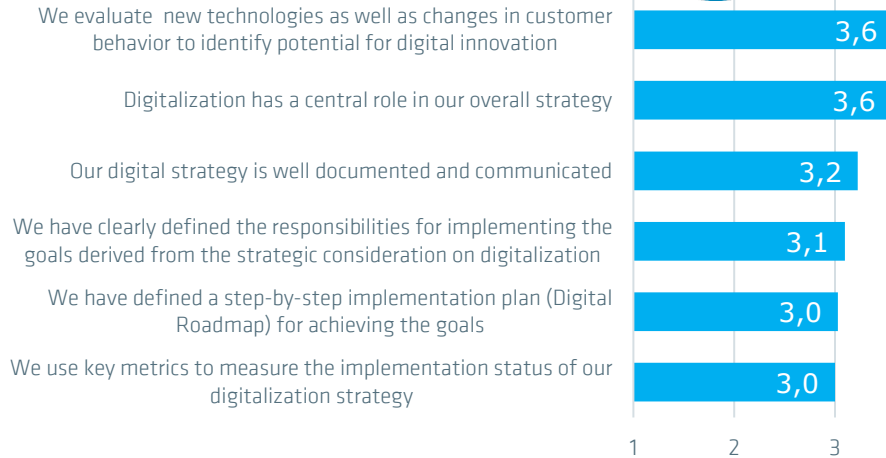 We evaluate  new technologies as well as changes in customer
behavior to identify potential for digital innovation
3,6
Digitalization has a central role in our overall strategy
3,6
Our digital strategy is well documented and communicated
3,2
We have clearly defined the responsibilities for implementing the
goals derived from the strategic consideration on digitalization
3,1
We have defined a step-by-step implementation plan (Digital
Roadmap) for achieving the goals
3,0
We use key metrics to measure the implementation status of our
digitalization strategy
3,0
1 2 3